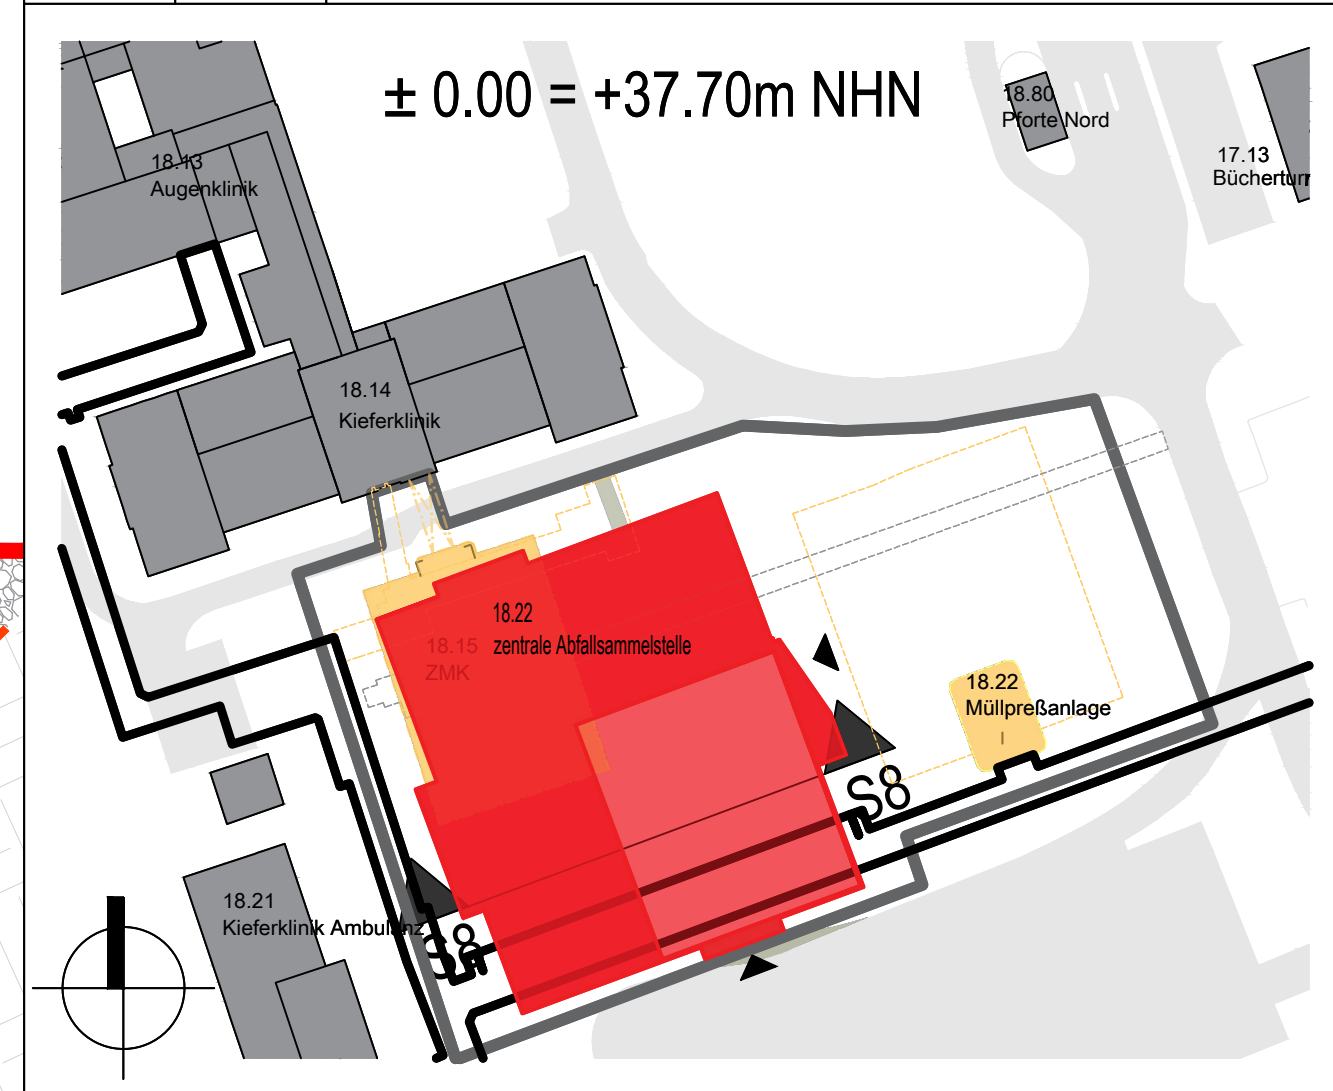 ± 0.00 = +37.70m NHN
18.80
Pforte Nord
17.13
18.13
Augenklinik
18.14
Kieferklinik
18.22
zentrale Abfallsammelstelle
18.15
ZMK
18.22
Müllpreßanlage
S8
18.21
Kieferklinik Ambulanz
S8